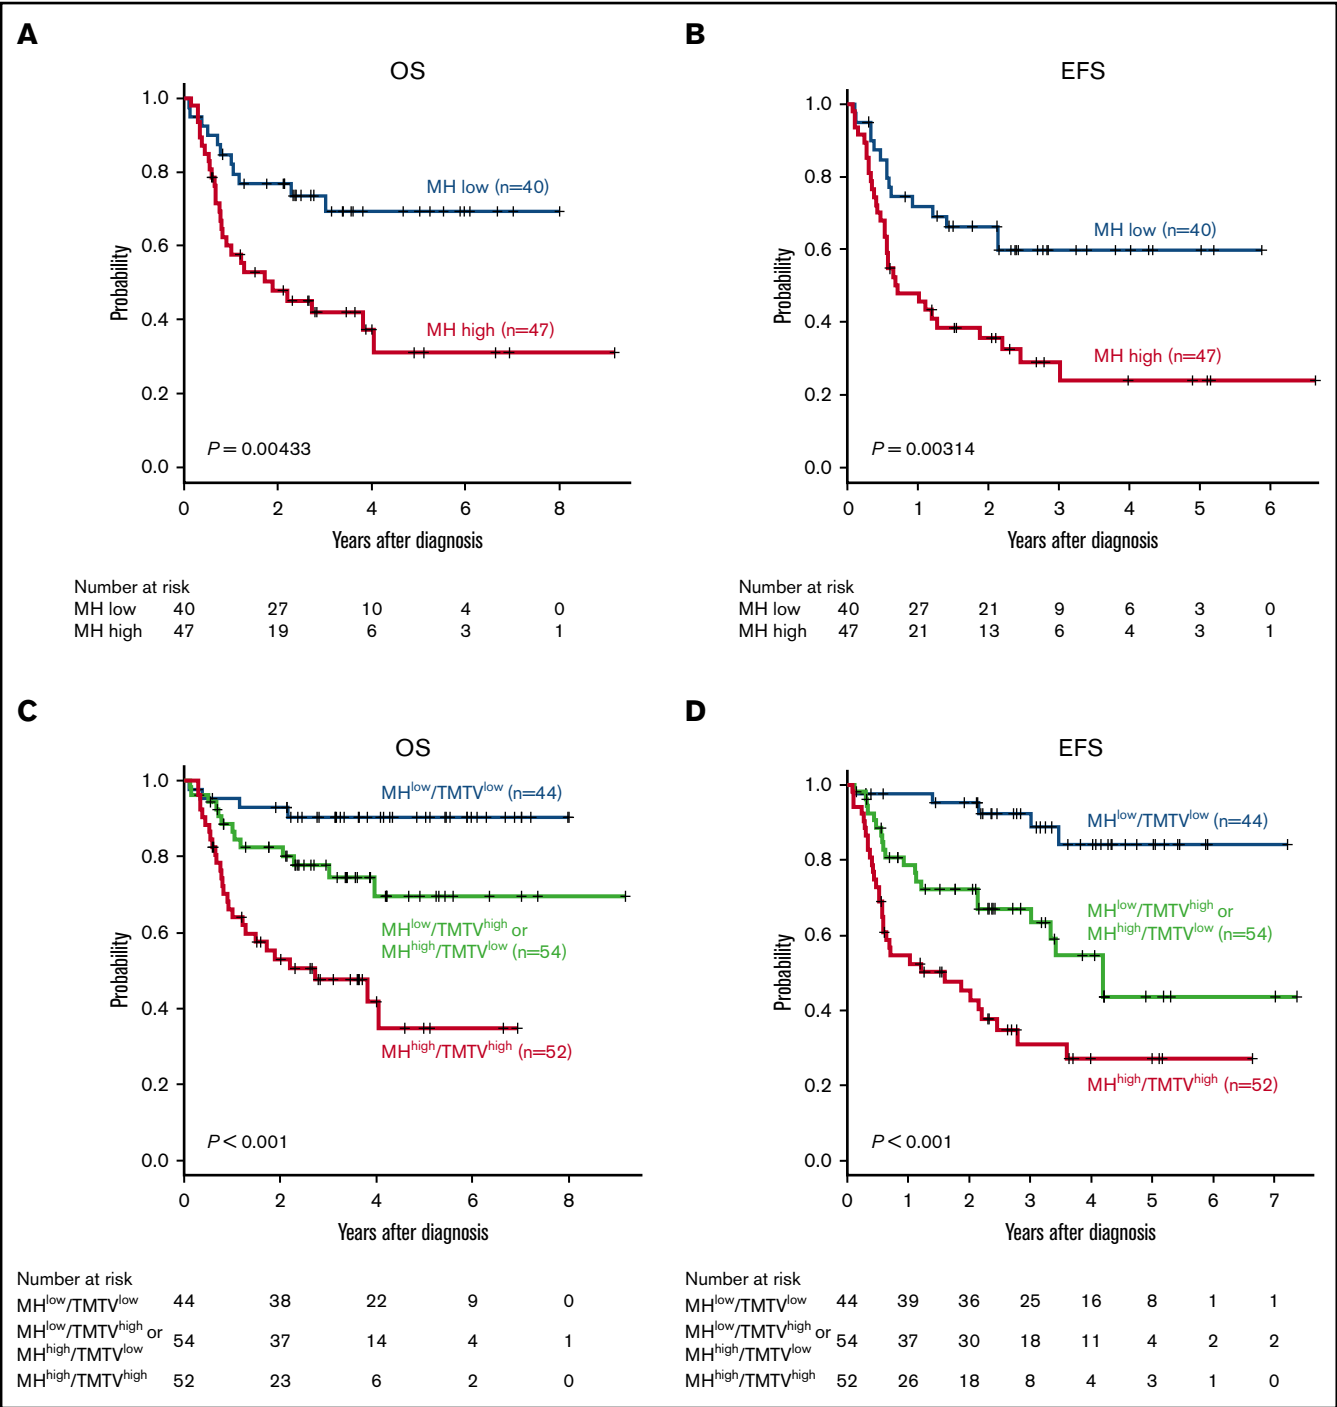 A
OS
1.0
0.8
0.6
0.4
0.2
0.0
Probability
MH low (n=40)
MH high (n=47)
P = 0.00433
0 2 4 6 8
Years after diagnosis
Number at risk
MH low 40 27 10 4 0
MH high 47 19 6 3 1
B
EFS
1.0
0.8
0.6
0.4
0.2
0.0
Probability
MH low (n=40)
MH high (n=47)
P = 0.00314
0 1 2 3 4 5 6
Years after diagnosis
Number at risk
MH low 40 27 21 9 6 3 0
MH high 47 21 13 6 4 3 1
C
OS
1.0
0.8
0.6
0.4
0.2
0.0
Probability
MHlow/TMTVlow (n=44)
MHlow/TMTVhigh or
MHhigh/TMTVlow (n=54)
MHhigh/TMTVhigh (n=52)
P < 0.001
0 2 4 6 8
Years after diagnosis
Number at risk
MHlow/TMTVlow 44 38 22 9 0
MHlow/TMTVhigh or
MHhigh/TMTVlow 54 37 14 4 1
MHhigh/TMTVhigh 52 23 6 2 0
D
EFS
1.0
0.8
0.6
0.4
0.2
0.0
Probability
MHlow/TMTVlow (n=44)
MHlow/TMTVhigh or
MHhigh/TMTVlow (n=54)
MHhigh/TMTVhigh (n=52)
P < 0.001
0 1 2 3 4 5 6 7
Years after diagnosis
Number at risk
MHlow/TMTVlow 44 39 36 25 16 8 1 1
MHlow/TMTVhigh or
MHhigh/TMTVlow 54 37 30 18 11 4 2 2
MHhigh/TMTVhigh 52 26 18 8 4 3 1 0